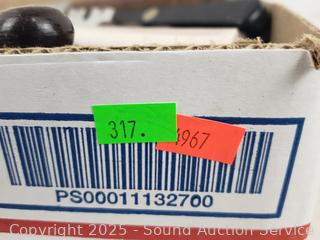 317.
4967
PS00011132700
Copyright 2025 - Sound Auction Service